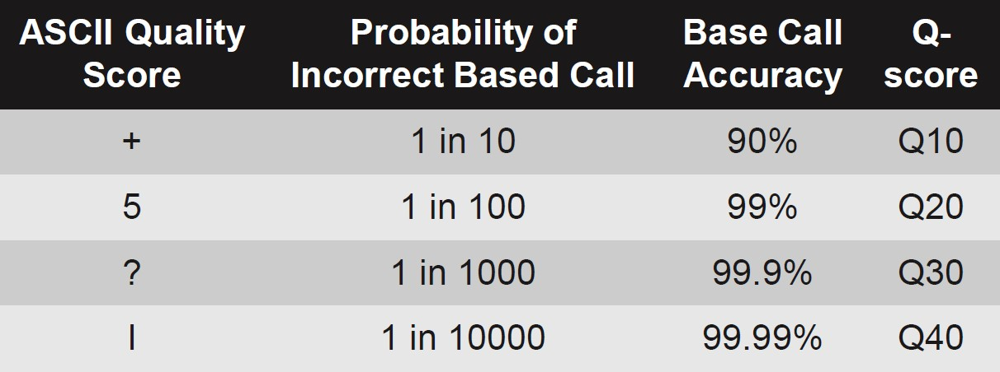 ASCII Quality Score Probability of Incorrect Based Call Base Call Accuracy Q-score
+ 1 in 10 90% Q10
5 1 in 100 99% Q20
? 1 in 1000 99.9% Q30
I 1 in 10000 99.99% Q40